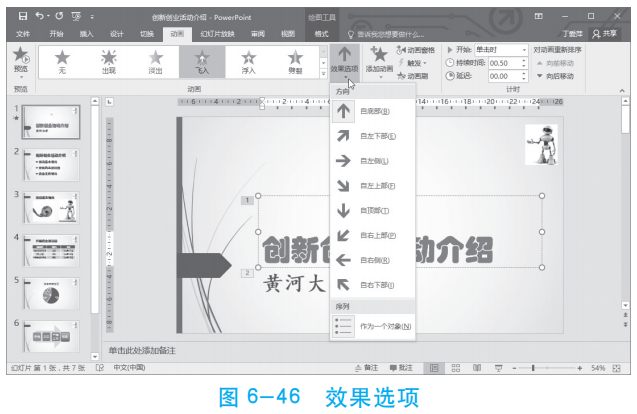 创新创业活动介绍 - PowerPoint
绘图工具
文件 开始 插入 设计 切换 动画 幻灯片放映 审阅 视图 格式 告诉我您想要做什么... 丁爱萍 共享
预览 无 出现 淡出 飞入 浮入 劈裂 效果选项 添加动画
动画窗格
触发
动画刷
开始: 单击时
持续时间: 00.50
延迟: 00.00
对动画重新排序
向前移动
向后移动
预览 动画 计时
方向
自底部(B)
自左下部(E)
自左侧(L)
自左上部(F)
自顶部(T)
自右上部(P)
自右侧(R)
自右下部(I)
序列
作为一个对象(N)
1
2
3
4
5
6
1
2
创新 动介绍
黄河大
单击此处添加备注
幻灯片 第 1 张，共 7 张 中文(中国) 备注 批注 54%
图 6-46 效果选项